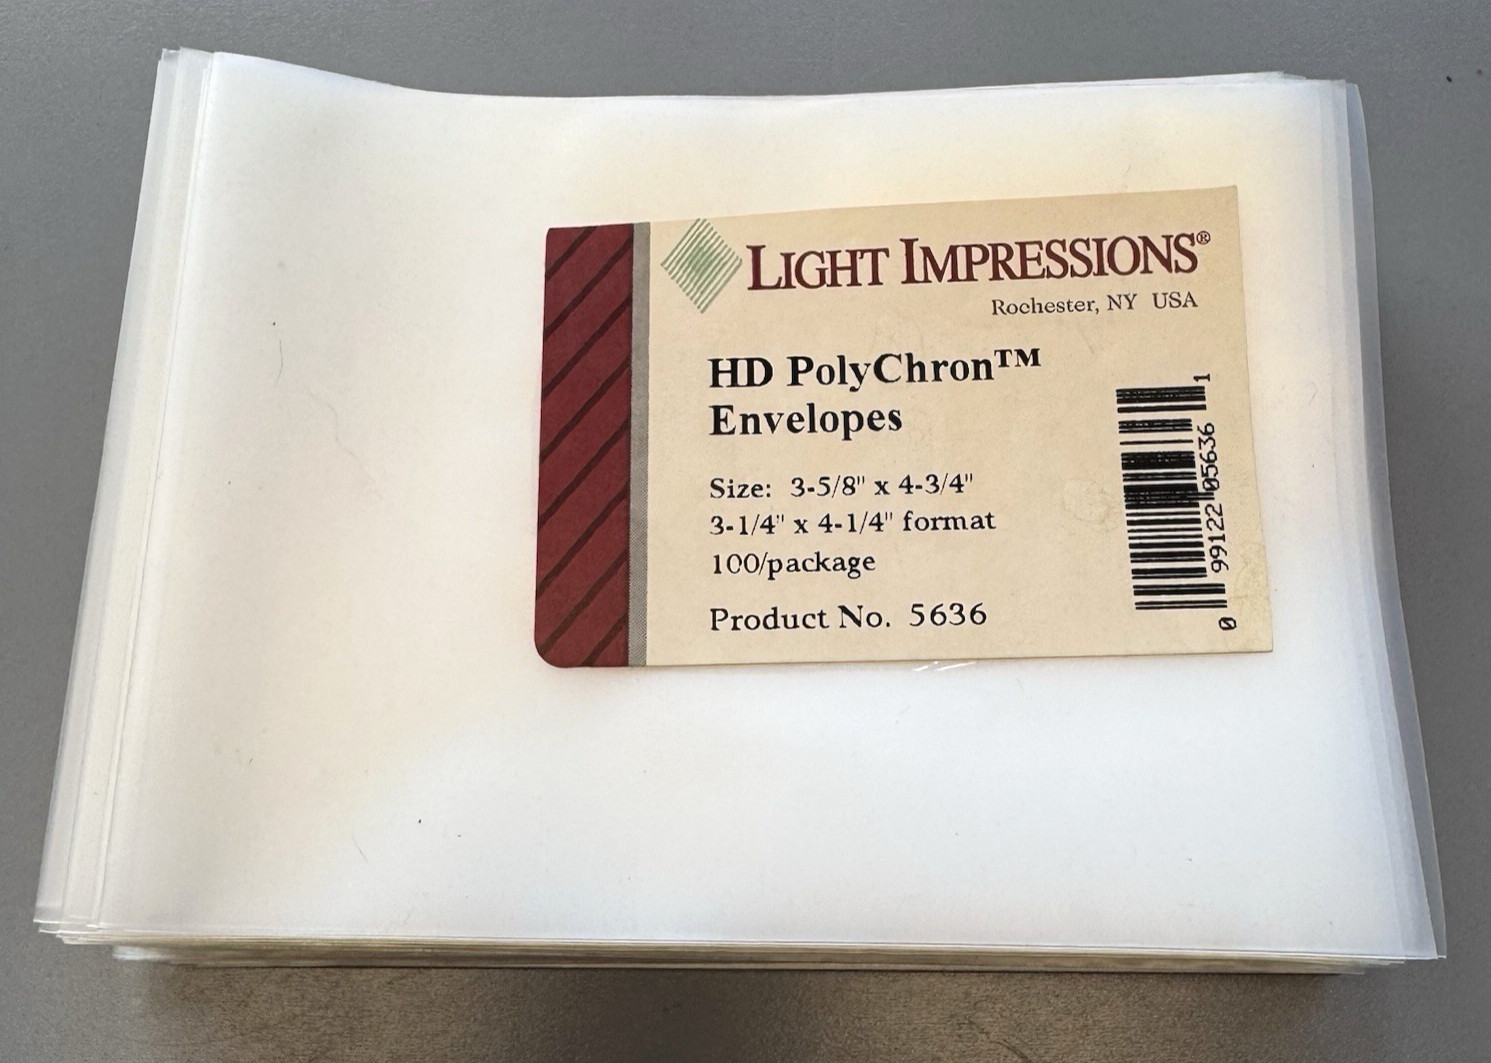 LIGHT IMPRESSIONS®
Rochester, NY USA
HD PolyChron™
Envelopes
Size: 3-5/8" x 4-3/4"
3-1/4" x 4-1/4" format
100/package
Product No. 5636
0 99122 05636 1